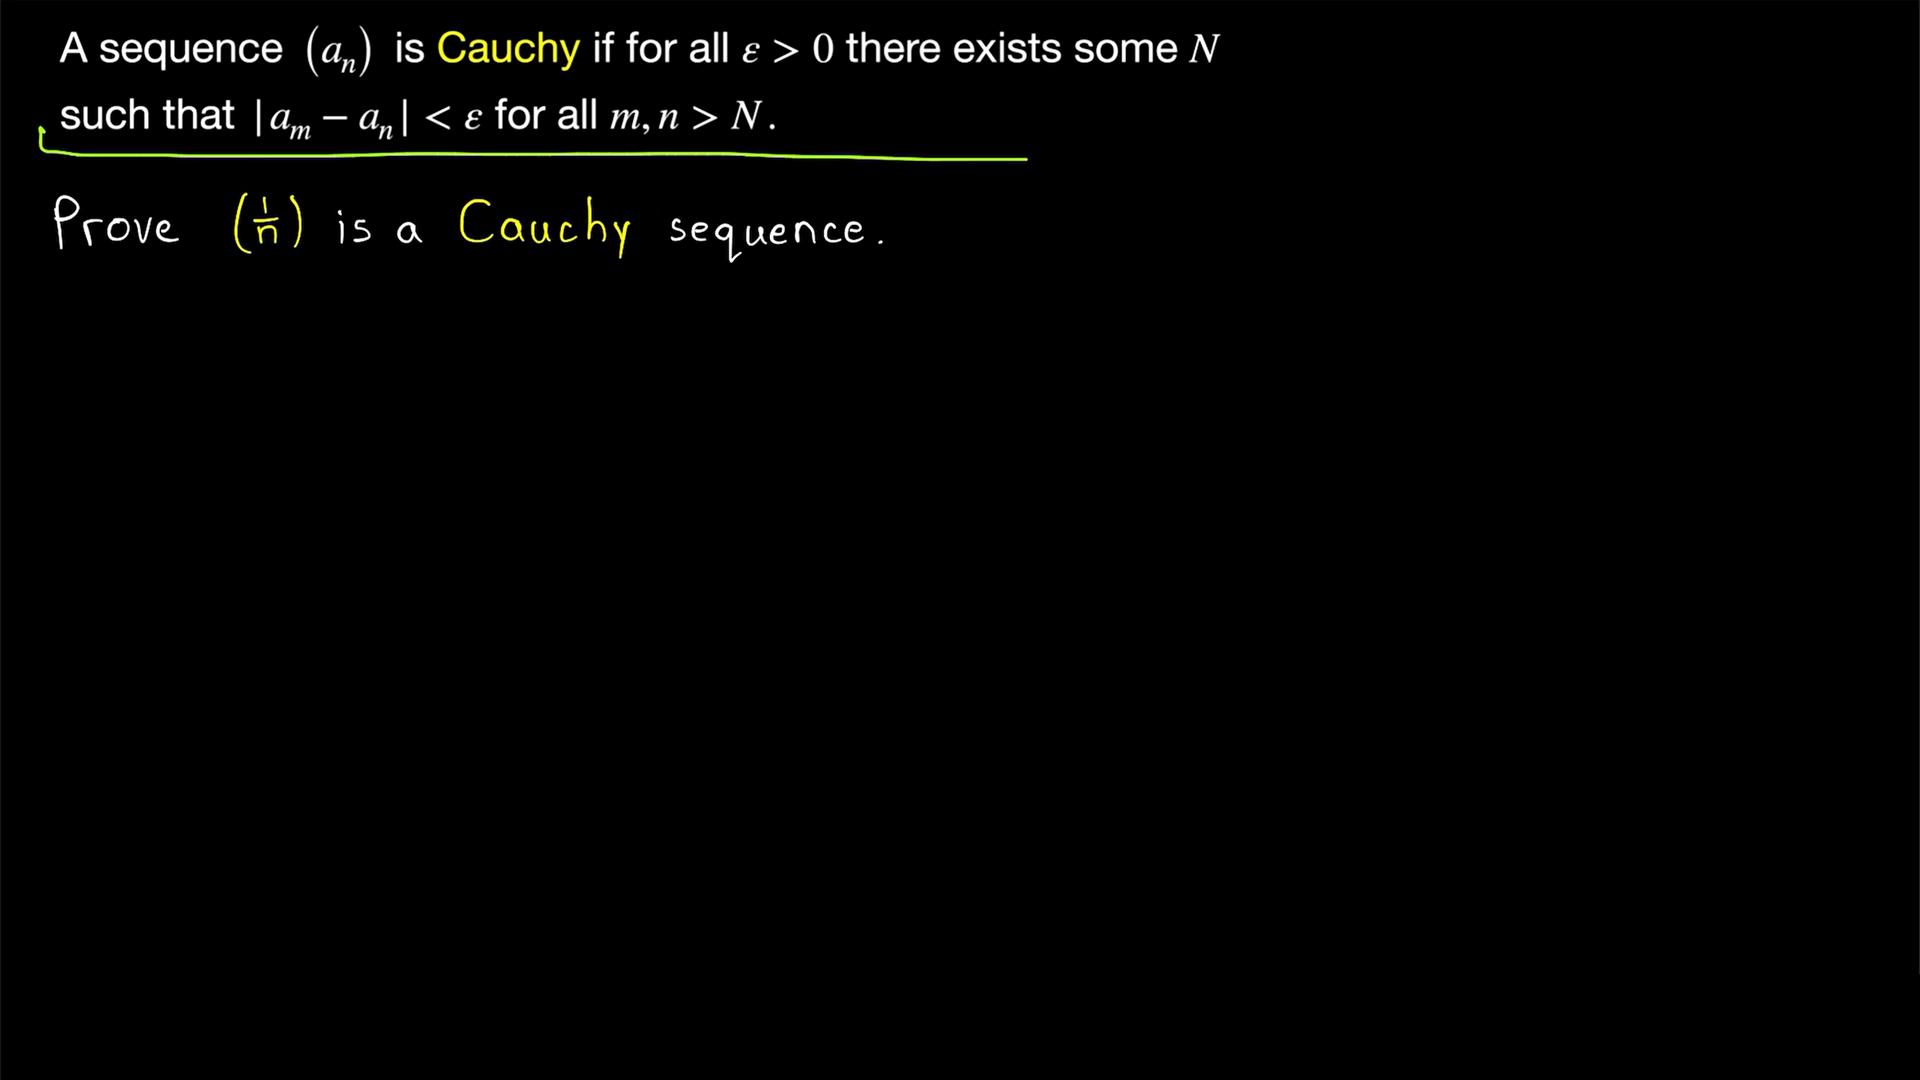 A sequence (aₙ) is Cauchy if for all ε > 0 there exists some N
such that |aₘ − aₙ| < ε for all m, n > N.
Prove (1/n) is a Cauchy sequence.